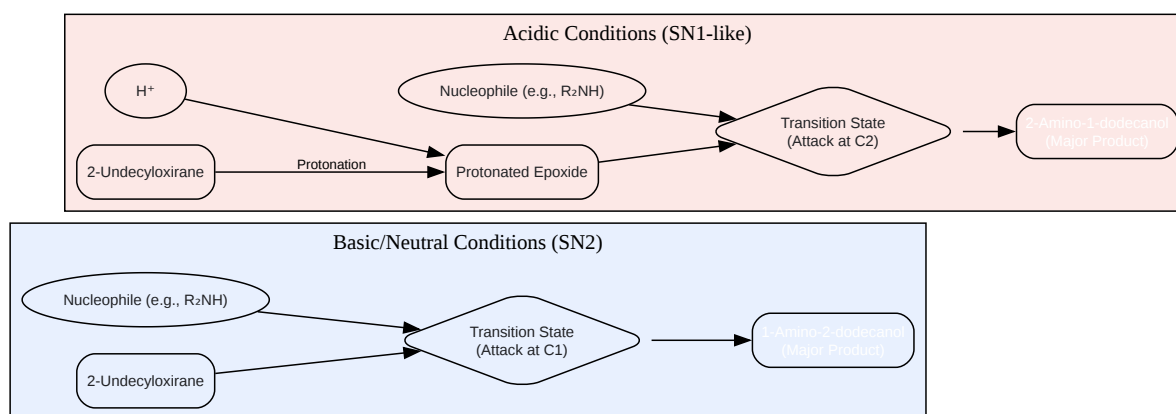 Acidic Conditions (SN1-like)
H⁺
Nucleophile (e.g., R₂NH)
Transition State
(Attack at C2)
2-Amino-1-dodecanol
(Major Product)
2-Undecyloxirane
Protonation
Protonated Epoxide
Basic/Neutral Conditions (SN2)
Nucleophile (e.g., R₂NH)
Transition State
(Attack at C1)
1-Amino-2-dodecanol
(Major Product)
2-Undecyloxirane